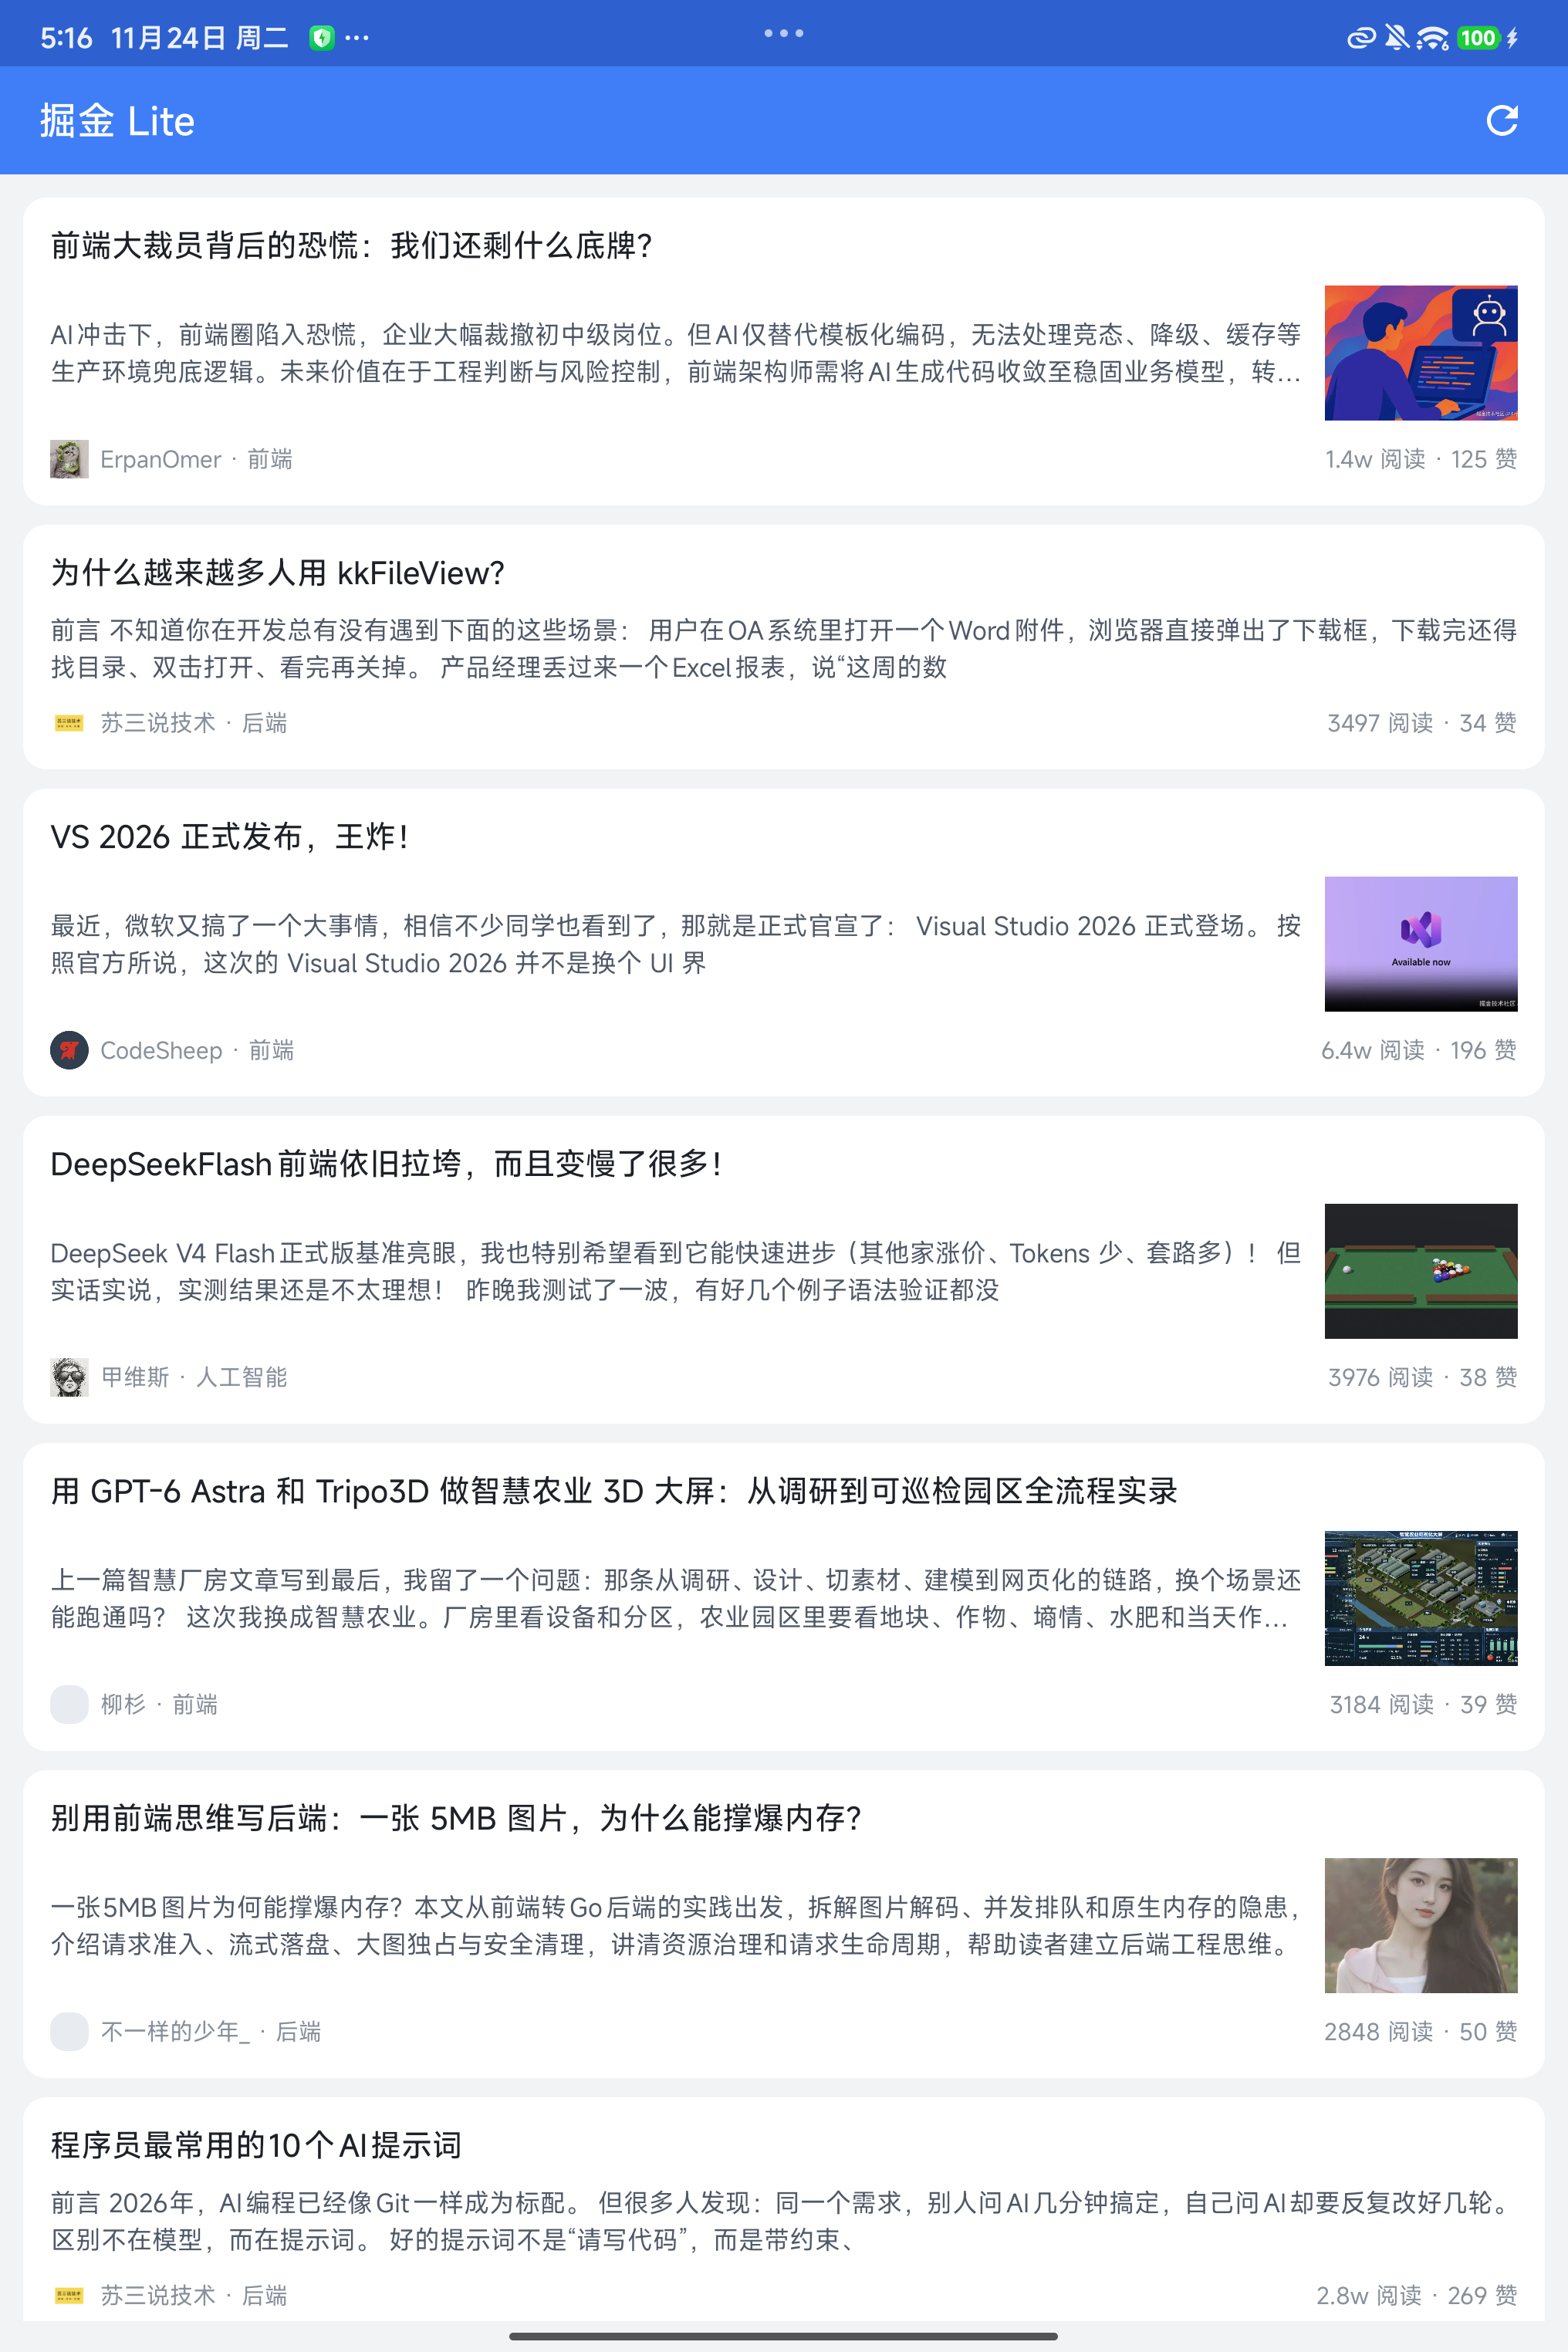 5:16 11月24日 周二
100
掘金 Lite
前端大裁员背后的恐慌：我们还剩什么底牌？
AI冲击下，前端圈陷入恐慌，企业大幅裁撤初中级岗位。但AI仅替代模板化编码，无法处理竞态、降级、缓存等
生产环境兜底逻辑。未来价值在于工程判断与风险控制，前端架构师需将AI生成代码收敛至稳固业务模型，转…
ErpanOmer · 前端
1.4w 阅读 · 125 赞
为什么越来越多人用 kkFileView？
前言 不知道你在开发总有没有遇到下面的这些场景： 用户在OA系统里打开一个Word附件，浏览器直接弹出了下载框，下载完还得
找目录、双击打开、看完再关掉。 产品经理丢过来一个Excel报表，说“这周的数
苏三说技术
苏三说技术 · 后端
3497 阅读 · 34 赞
VS 2026 正式发布，王炸！
最近，微软又搞了一个大事情，相信不少同学也看到了，那就是正式官宣了： Visual Studio 2026 正式登场。 按
照官方所说，这次的 Visual Studio 2026 并不是换个 UI 界
Available now
掘金技术社区
CodeSheep · 前端
6.4w 阅读 · 196 赞
DeepSeekFlash前端依旧拉垮，而且变慢了很多！
DeepSeek V4 Flash正式版基准亮眼，我也特别希望看到它能快速进步（其他家涨价、Tokens 少、套路多）！ 但
实话实说，实测结果还是不太理想！ 昨晚我测试了一波，有好几个例子语法验证都没
甲维斯 · 人工智能
3976 阅读 · 38 赞
用 GPT-6 Astra 和 Tripo3D 做智慧农业 3D 大屏：从调研到可巡检园区全流程实录
上一篇智慧厂房文章写到最后，我留了一个问题：那条从调研、设计、切素材、建模到网页化的链路，换个场景还
能跑通吗？ 这次我换成智慧农业。厂房里看设备和分区，农业园区里要看地块、作物、墒情、水肥和当天作…
柳杉 · 前端
3184 阅读 · 39 赞
别用前端思维写后端：一张 5MB 图片，为什么能撑爆内存？
一张5MB图片为何能撑爆内存？本文从前端转Go后端的实践出发，拆解图片解码、并发排队和原生内存的隐患，
介绍请求准入、流式落盘、大图独占与安全清理，讲清资源治理和请求生命周期，帮助读者建立后端工程思维。
不一样的少年_ · 后端
2848 阅读 · 50 赞
程序员最常用的10个AI提示词
前言 2026年，AI编程已经像Git一样成为标配。 但很多人发现：同一个需求，别人问AI几分钟搞定，自己问AI却要反复改好几轮。
区别不在模型，而在提示词。 好的提示词不是“请写代码”，而是带约束、
苏三说技术
苏三说技术 · 后端
2.8w 阅读 · 269 赞